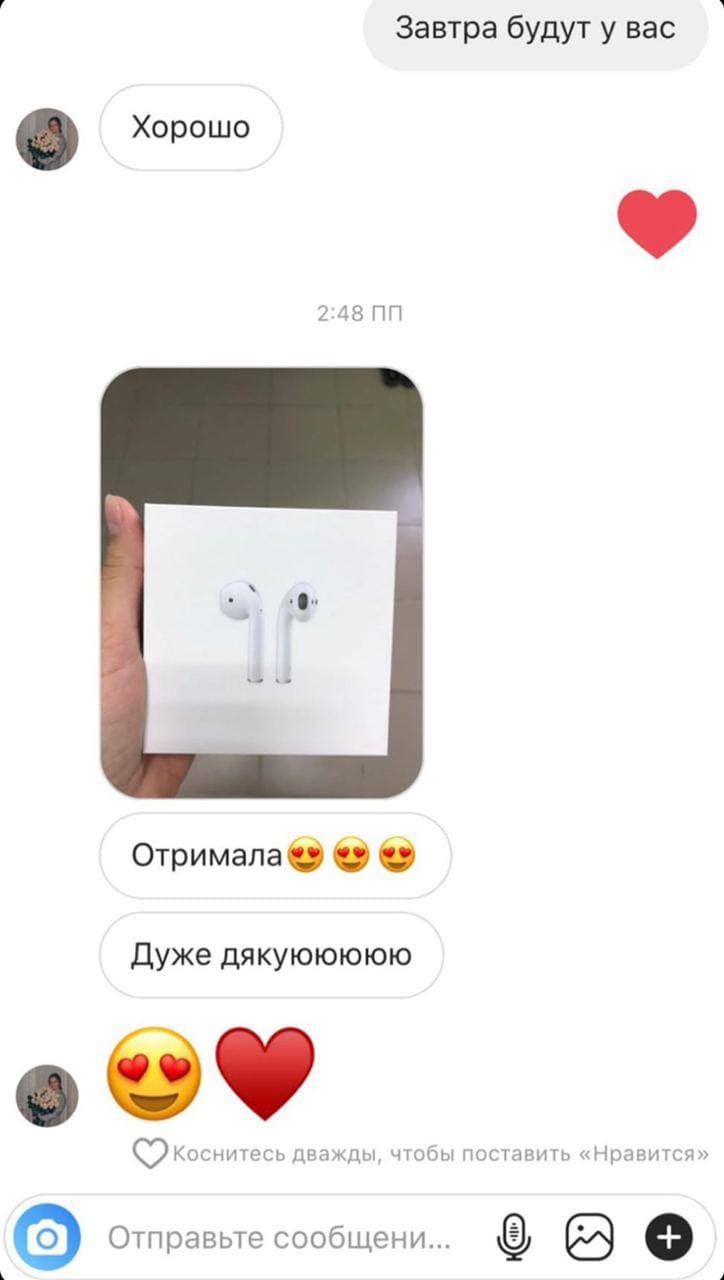 Завтра будут у вас
Хорошо
2:48 ПП
Отримала😍😍😍
Дуже дякуюююю
Коснитесь дважды, чтобы поставить «Нравится»
Отправьте сообщени...